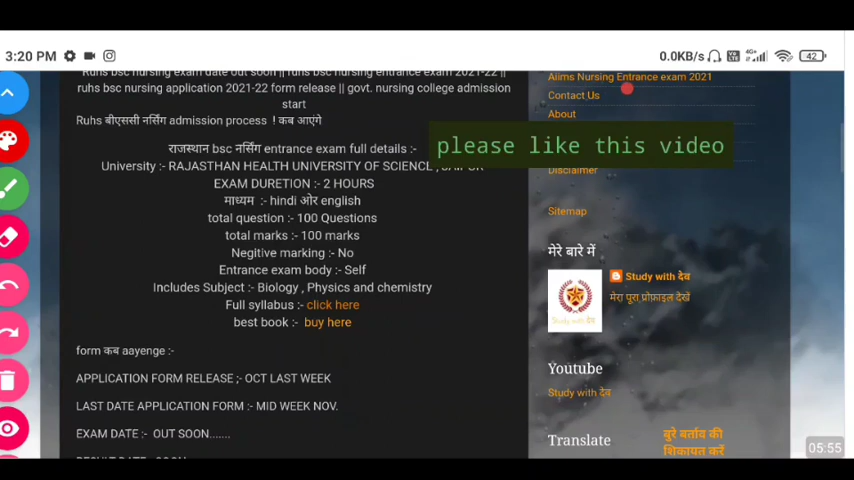 3:20 PM
0.0KB/s
4G+
42
Ruhs bsc nursing exam date out soon || ruhs bsc nursing entrance exam 2021-22 ||
ruhs bsc nursing application 2021-22 form release || govt. nursing college admission
start
Ruhs बीएससी नर्सिंग admission process ! कब आएंगे
राजस्थान bsc नर्सिंग entrance exam full details :-
University :- RAJASTHAN HEALTH UNIVERSITY OF SCIENCE ,
EXAM DURETION :- 2 HOURS
माध्यम :- hindi ओर english
total question :- 100 Questions
total marks :- 100 marks
Negitive marking :- No
Entrance exam body :- Self
Includes Subject :- Biology , Physics and chemistry
Full syllabus :- click here
best book :- buy here
form कब aayenge :-
APPLICATION FORM RELEASE ;- OCT LAST WEEK
LAST DATE APPLICATION FORM :- MID WEEK NOV.
EXAM DATE :- OUT SOON.......
Aiims Nursing Entrance exam 2021
Contact Us
About
please like this video
Disclaimer
Sitemap
मेरे बारे में
Study with देव
Study with देव
मेरा पूरा प्रोफ़ाइल देखें
Youtube
Study with देव
Translate
बुरे बर्ताव की
शिकायत करें
05:55